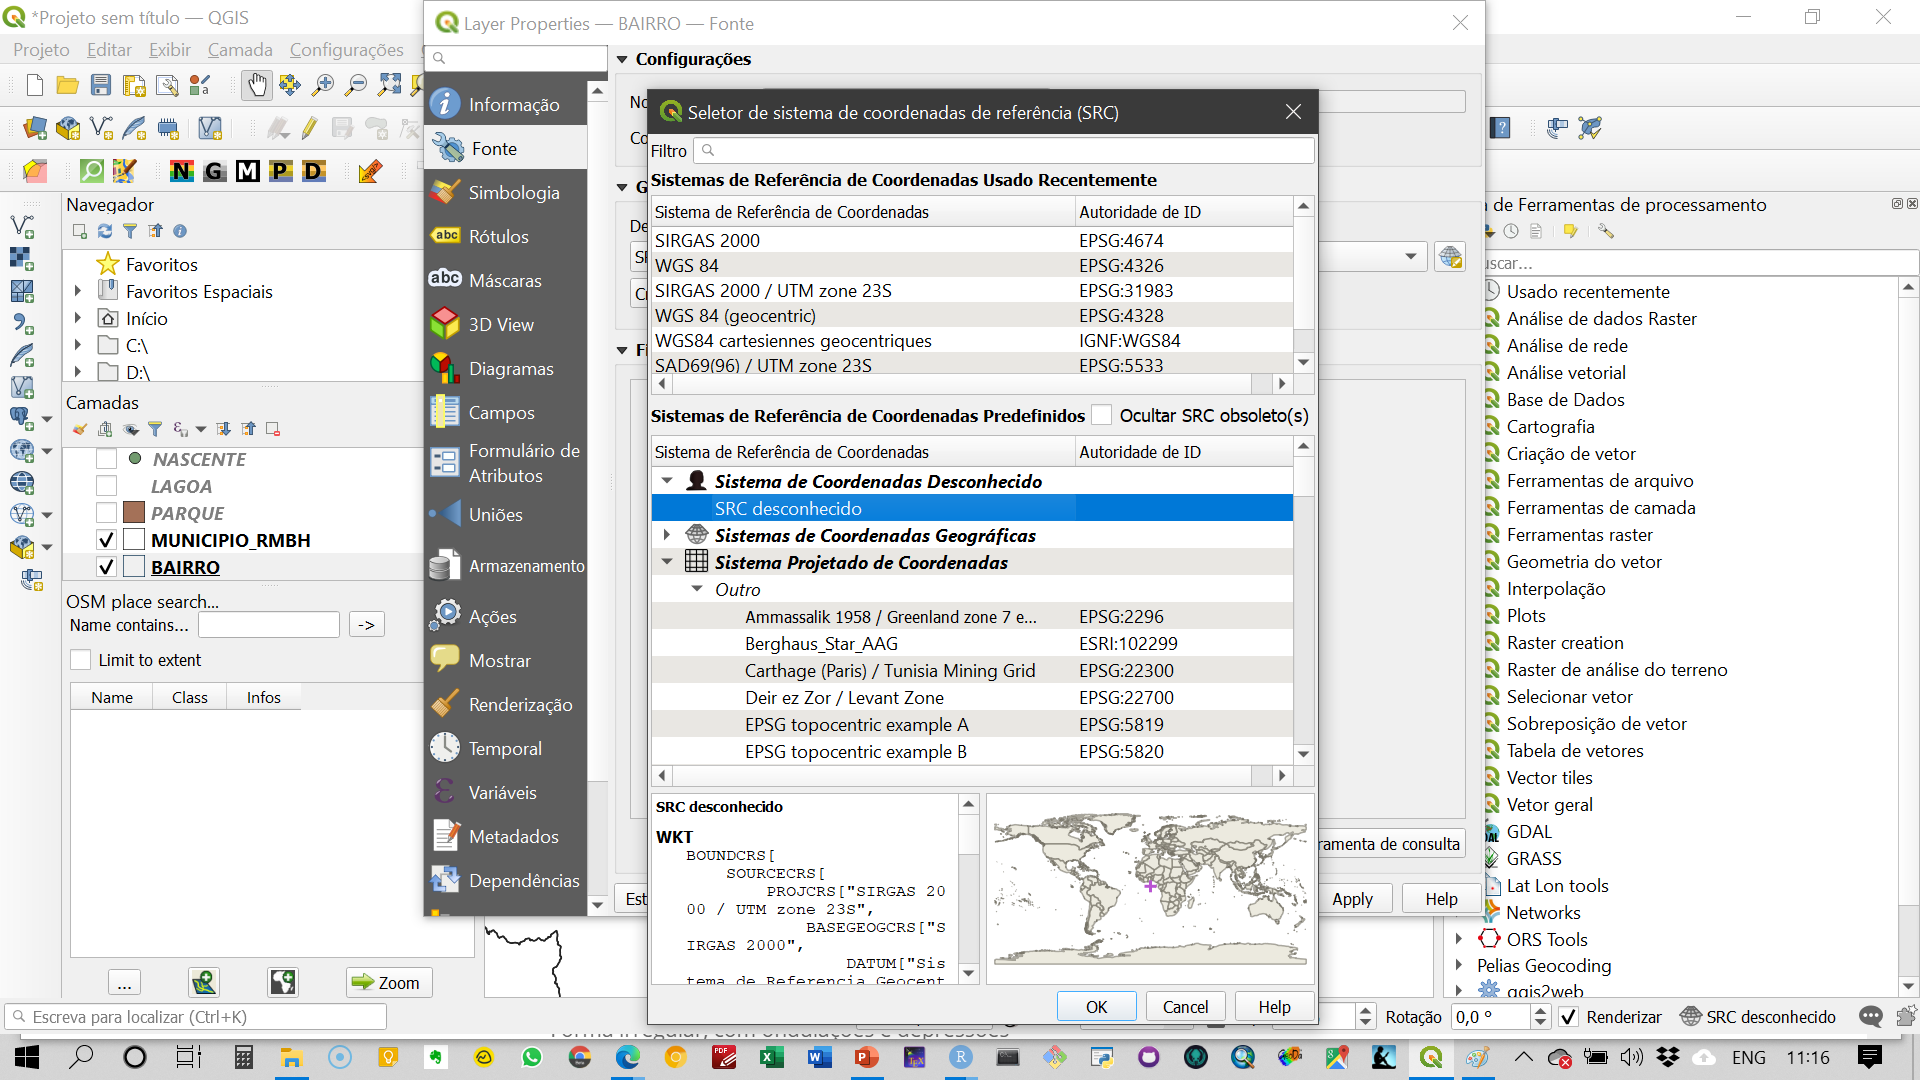 *Projeto sem título — QGIS
Projeto Editar Exibir Camada Configurações
N G M P D
Navegador
Favoritos
Favoritos Espaciais
Início
C:\
D:\
Camadas
NASCENTE
LAGOA
PARQUE
MUNICIPIO_RMBH
BAIRRO
OSM place search...
Name contains...
->
Limit to extent
Name Class Infos
...
Zoom
Escreva para localizar (Ctrl+K)
Layer Properties — BAIRRO — Fonte
Informação
Fonte
Simbologia
abc Rótulos
abc Máscaras
3D View
Diagramas
Campos
Formulário de
Atributos
Uniões
Armazenamento
Ações
Mostrar
Renderização
Temporal
Variáveis
Metadados
Dependências
Configurações
No
Co
G
De
SI
Fi
Est
ramenta de consulta
Apply
Help
Seletor de sistema de coordenadas de referência (SRC)
Filtro
Sistemas de Referência de Coordenadas Usado Recentemente
Sistema de Referência de Coordenadas Autoridade de ID
SIRGAS 2000 EPSG:4674
WGS 84 EPSG:4326
SIRGAS 2000 / UTM zone 23S EPSG:31983
WGS 84 (geocentric) EPSG:4328
WGS84 cartesiennes geocentriques IGNF:WGS84
SAD69(96) / UTM zone 23S EPSG:5533
Sistemas de Referência de Coordenadas Predefinidos Ocultar SRC obsoleto(s)
Sistema de Referência de Coordenadas Autoridade de ID
Sistema de Coordenadas Desconhecido
SRC desconhecido
Sistemas de Coordenadas Geográficas
Sistema Projetado de Coordenadas
Outro
Ammassalik 1958 / Greenland zone 7 e... EPSG:2296
Berghaus_Star_AAG ESRI:102299
Carthage (Paris) / Tunisia Mining Grid EPSG:22300
Deir ez Zor / Levant Zone EPSG:22700
EPSG topocentric example A EPSG:5819
EPSG topocentric example B EPSG:5820
SRC desconhecido
WKT
BOUNDCRS[
SOURCECRS[
PROJCRS["SIRGAS 20
00 / UTM zone 23S",
BASEGEOGCRS["S
IRGAS 2000",
DATUM["Sis
tema de Referencia Geocent
OK
Cancel
Help
de Ferramentas de processamento
uscar...
Usado recentemente
Análise de dados Raster
Análise de rede
Análise vetorial
Base de Dados
Cartografia
Criação de vetor
Ferramentas de arquivo
Ferramentas de camada
Ferramentas raster
Geometria do vetor
Interpolação
Plots
Raster creation
Raster de análise do terreno
Selecionar vetor
Sobreposição de vetor
Tabela de vetores
Vector tiles
Vetor geral
GDAL
GRASS
Lat Lon tools
Networks
ORS Tools
Pelias Geocoding
qgis2web
Rotação 0,0 ° Renderizar SRC desconhecido
ENG 11:16